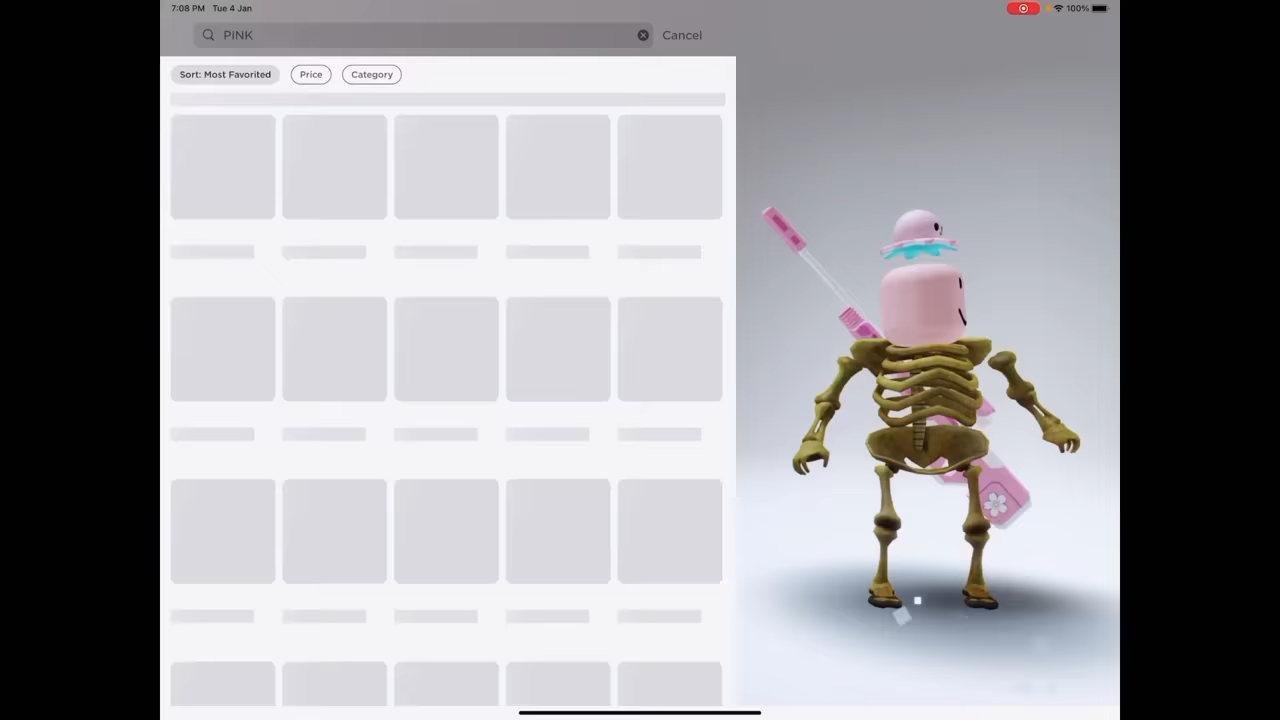 7:08 PM Tue 4 Jan
100%
PINK
Cancel
Sort: Most Favorited
Price
Category